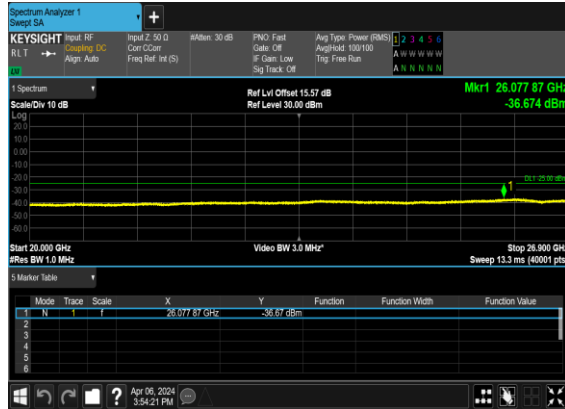 Spectrum Analyzer 1
Swept SA
KEYSIGHT Input: RF Input Z: 50 Ω #Atten: 30 dB PNO: Fast Avg Type: Power (RMS) 1 2 3 4 5 6
RLT Coupling: DC Corr CCorr Gate: Off Avg|Hold: 100/100 A W W W W W
Align: Auto Freq Ref: Int (S) IF Gain: Low Trig: Free Run
Sig Track: Off A N N N N N
1 Spectrum Ref Lvl Offset 15.57 dB Mkr1 26.077 87 GHz
Scale/Div 10 dB Ref Level 30.00 dBm -36.674 dBm
Log
20.0
10.0
0.00
-10.0
-20.0 DL1 -25.00 dBm
-30.0 1
-40.0
-50.0
-60.0
Start 20.000 GHz Video BW 3.0 MHz* Stop 26.900 GHz
#Res BW 1.0 MHz Sweep 13.3 ms (40001 pts
5 Marker Table
Mode Trace Scale X Y Function Function Width Function Value
1 N 1 f 26.077 87 GHz -36.67 dBm
2
3
4
5
6
Apr 06, 2024
3:54:21 PM